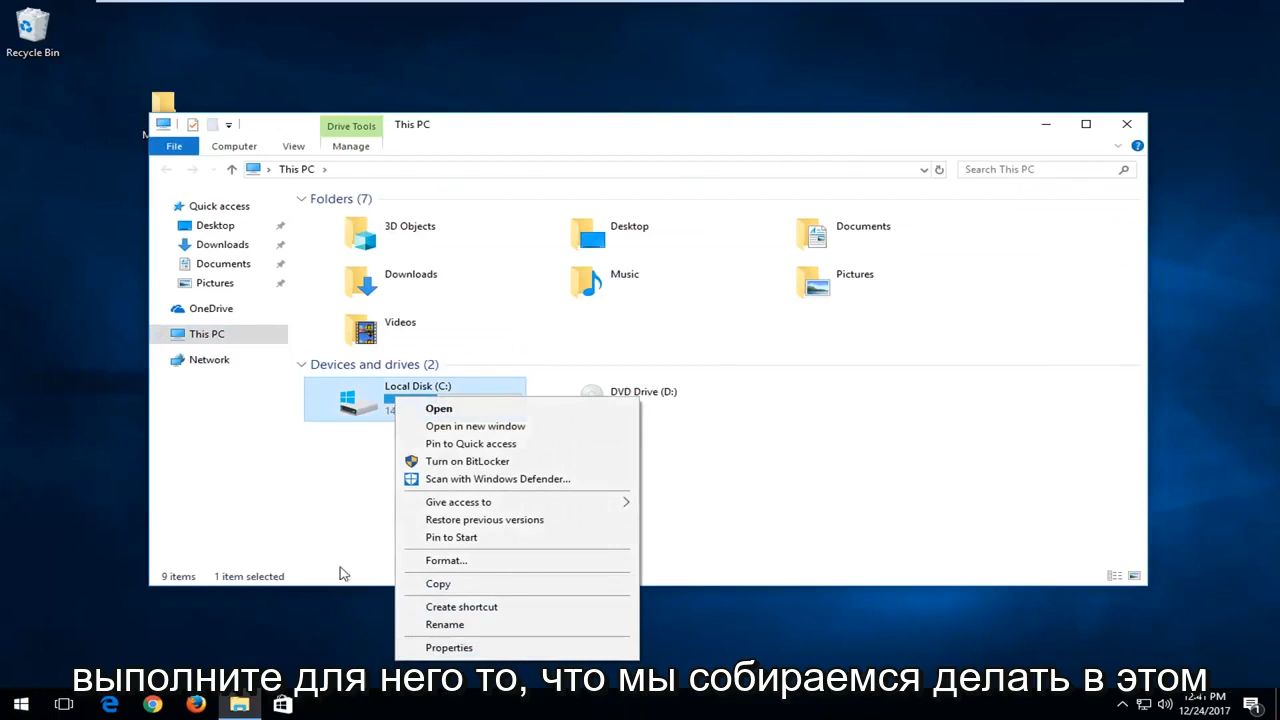 Recycle Bin
Drive Tools
This PC
File
Computer
View
Manage
This PC
Search This PC
Quick access
Desktop
Downloads
Documents
Pictures
OneDrive
This PC
Network
Folders (7)
3D Objects
Desktop
Documents
Downloads
Music
Pictures
Videos
Devices and drives (2)
Local Disk (C:)
DVD Drive (D:)
14
Open
Open in new window
Pin to Quick access
Turn on BitLocker
Scan with Windows Defender...
Give access to
Restore previous versions
Pin to Start
Format...
Copy
Create shortcut
Rename
Properties
9 items
1 item selected
выполните для него то, что мы собираемся делать в этом
12:41 PM
12/24/2017